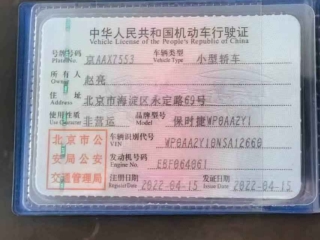 中华人民共和国机动车行驶证
Vehicle License of the People's Republic of China
号牌号码 京AAX7553 车辆类型 小型轿车
Plate No. Vehicle Type
所有人 赵亮
Owner
住址 北京市海淀区永定路69号
Address
使用性质 非营运 品牌型号 保时捷WP0AA2Y1
Use Character Model
北京市公 车辆识别代号 WP0AA2Y10NSA12660
安局公安 VIN
交通管理局 发动机号码 EBF064061
Engine No.
注册日期 2022-04-15 发证日期 2022-04-15
Register Date Issue Date